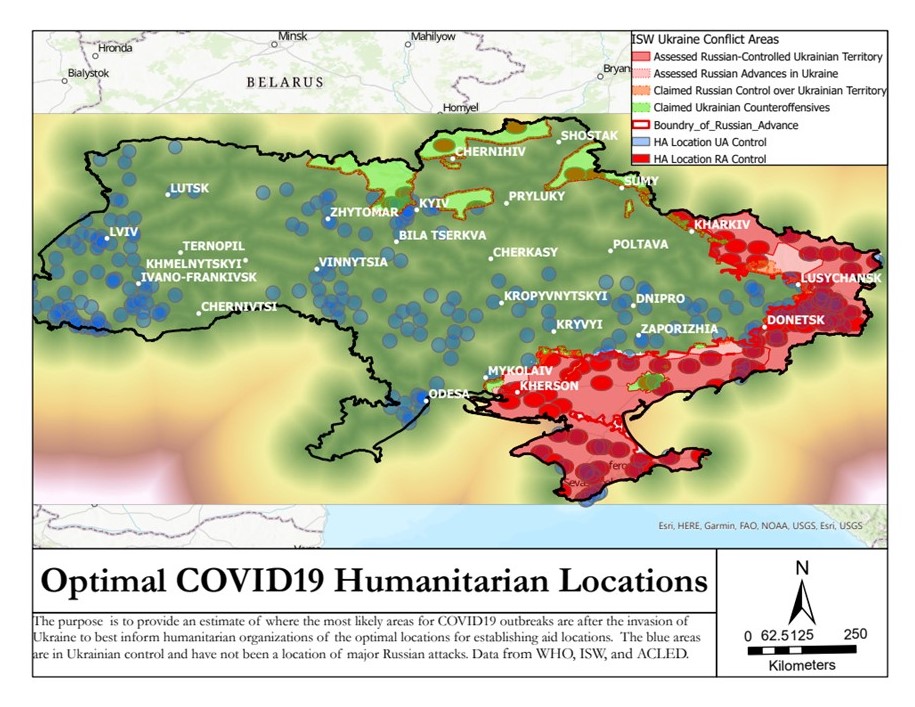 Minsk
Mahilyow
Hronda
Bialystok
BELARUS
Bryan
Homyel
ISW Ukraine Conflict Areas
Assessed Russian-Controlled Ukrainian Territory
Assessed Russian Advances in Ukraine
Claimed Russian Control over Ukrainian Territory
Claimed Ukrainian Counteroffensives
Boundry_of_Russian_Advance
HA Location UA Control
HA Location RA Control
SHOSTAK
CHERNIHIV
SUMY
LUTSK
PRYLUKY
KYIV
ZHYTOMAR
KHARKIV
LVIV
BILA TSERKVA
TERNOPIL
POLTAVA
CHERKASY
KHMELNYTSKYI
VINNYTSIA
IVANO-FRANKIVSK
LUSYCHANSK
KROPYVNYTSKYI
DNIPRO
CHERNIVTSI
DONETSK
KRYVYI
ZAPORIZHIA
MYKOLAIV
KHERSON
ODESA
Esri, HERE, Garmin, FAO, NOAA, USGS, Esri, USGS
Optimal COVID19 Humanitarian Locations
The purpose is to provide an estimate of where the most likely areas for COVID19 outbreaks are after the invasion of
Ukraine to best inform humanitarian organizations of the optimal locations for establishing aid locations. The blue areas
are in Ukrainian control and have not been a location of major Russian attacks. Data from WHO, ISW, and ACLED.
N
0 62.5125 250
Kilometers